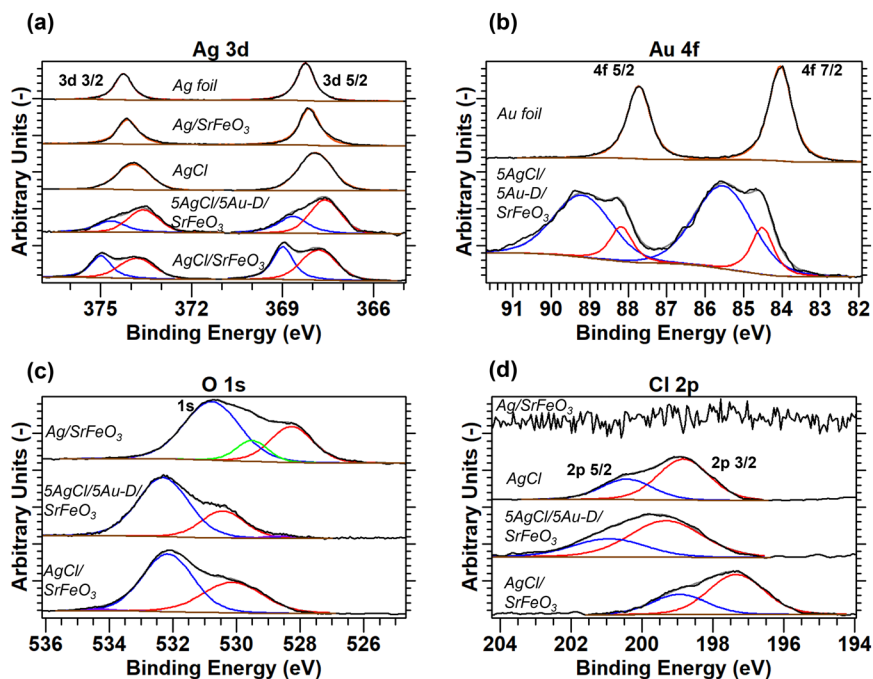 (a)
Ag 3d
3d 3/2
Ag foil
3d 5/2
Ag/SrFeO3
AgCl
5AgCl/5Au-D/
SrFeO3
AgCl/SrFeO3
Arbitrary Units (-)
375 372 369 366
Binding Energy (eV)
(b)
Au 4f
4f 5/2
4f 7/2
Au foil
5AgCl/
5Au-D/
SrFeO3
Arbitrary Units (-)
91 90 89 88 87 86 85 84 83 82
Binding Energy (eV)
(c)
O 1s
1s
Ag/SrFeO3
5AgCl/5Au-D/
SrFeO3
AgCl/
SrFeO3
Arbitrary Units (-)
536 534 532 530 528 526
Binding Energy (eV)
(d)
Cl 2p
Ag/SrFeO3
2p 5/2
2p 3/2
AgCl
5AgCl/5Au-D/
SrFeO3
AgCl/
SrFeO3
Arbitrary Units (-)
204 202 200 198 196 194
Binding Energy (eV)